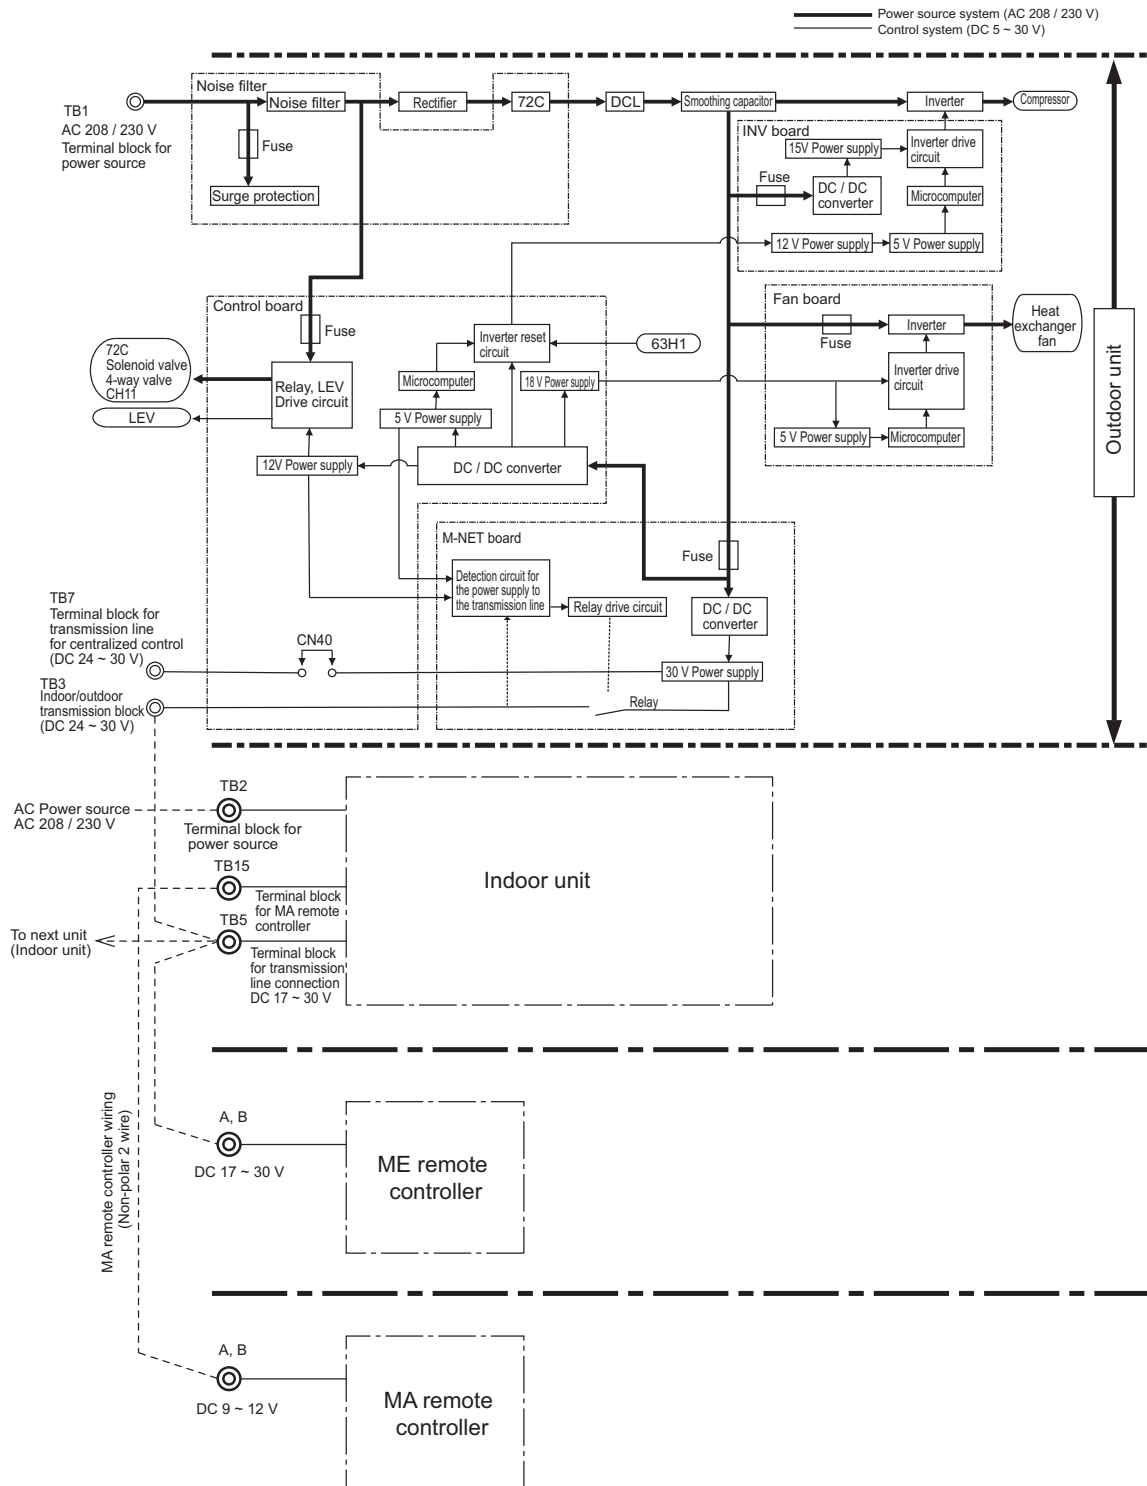 Power source system (AC 208 / 230 V)
Control system (DC 5 ~ 30 V)
Noise filter
TB1
AC 208 / 230 V
Terminal block for
power source
Noise filter
Rectifier
72C
DCL
Smoothing capacitor
Inverter
Compressor
Fuse
Surge protection
INV board
15V Power supply
Inverter drive
circuit
Fuse
DC / DC
converter
Microcomputer
12 V Power supply
5 V Power supply
Control board
Fuse
Inverter reset
circuit
63H1
Fan board
Fuse
Inverter
Heat
exchanger
fan
72C
Solenoid valve
4-way valve
CH11
LEV
Relay, LEV
Drive circuit
Microcomputer
18 V Power supply
5 V Power supply
12V Power supply
DC / DC converter
Inverter drive
circuit
5 V Power supply
Microcomputer
Outdoor unit
M-NET board
Fuse
Detection circuit for
the power supply to
the transmission line
Relay drive circuit
DC / DC
converter
30 V Power supply
Relay
TB7
Terminal block for
transmission line
for centralized control
(DC 24 ~ 30 V)
CN40
TB3
Indoor/outdoor
transmission block
(DC 24 ~ 30 V)
TB2
AC Power source
AC 208 / 230 V
Terminal block for
power source
TB15
Terminal block
for MA remote
controller
Indoor unit
TB5
To next unit
(Indoor unit)
Terminal block
for transmission
line connection
DC 17 ~ 30 V
MA remote controller wiring
(Non-polar 2 wire)
A, B
DC 17 ~ 30 V
ME remote
controller
A, B
DC 9 ~ 12 V
MA remote
controller